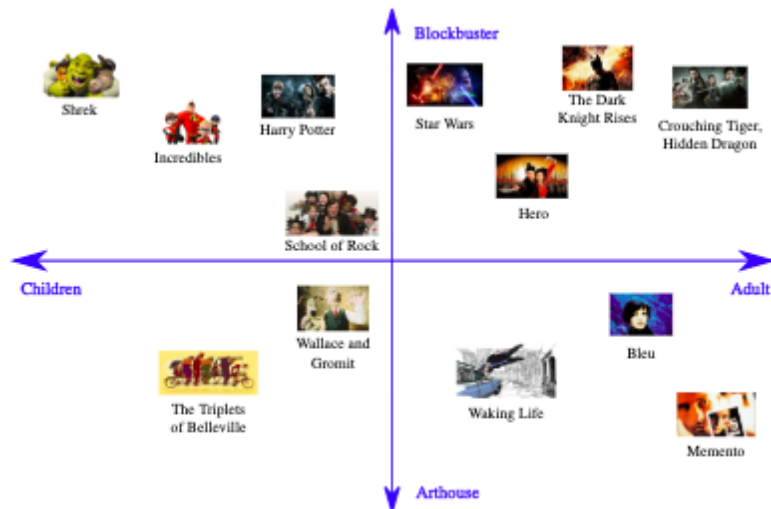 Blockbuster
Shrek
Incredibles
Harry Potter
Star Wars
The Dark
Knight Rises
Crouching Tiger,
Hidden Dragon
Hero
School of Rock
Children
Adult
Wallace and
Gromit
Bleu
The Triplets
of Belleville
Waking Life
Memento
Arthouse